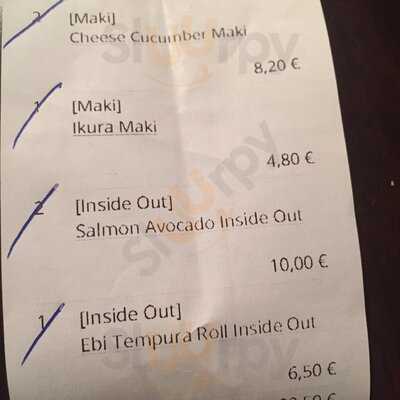 2 [Maki]
Cheese Cucumber Maki
8,20 €
1 [Maki]
Ikura Maki
4,80 €
2 [Inside Out]
Salmon Avocado Inside Out
10,00 €
1 [Inside Out]
Ebi Tempura Roll Inside Out
6,50 €